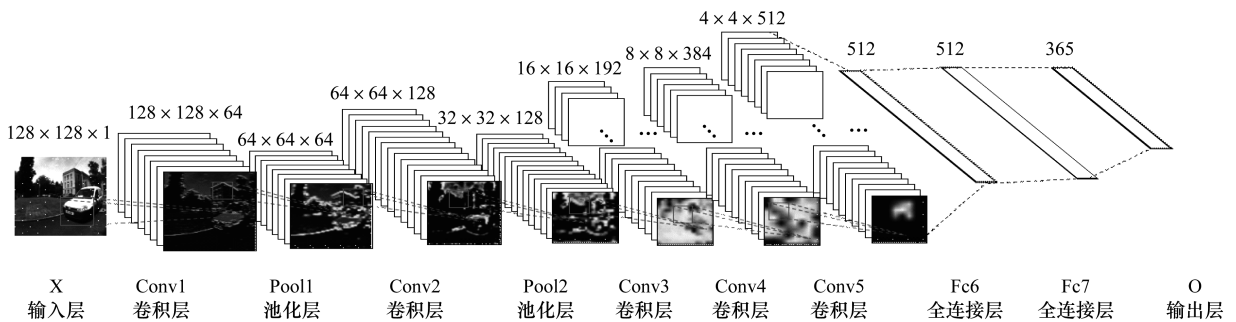 4 × 4 × 512
8 × 8 × 384
512
512
365
16 × 16 × 192
64 × 64 × 128
128 × 128 × 64
32 × 32 × 128
128 × 128 × 1
64 × 64 × 64
X
Conv1
Pool1
Conv2
Pool2
Conv3
Conv4
Conv5
Fc6
Fc7
O
输入层
卷积层
池化层
卷积层
池化层
卷积层
卷积层
卷积层
全连接层
全连接层
输出层